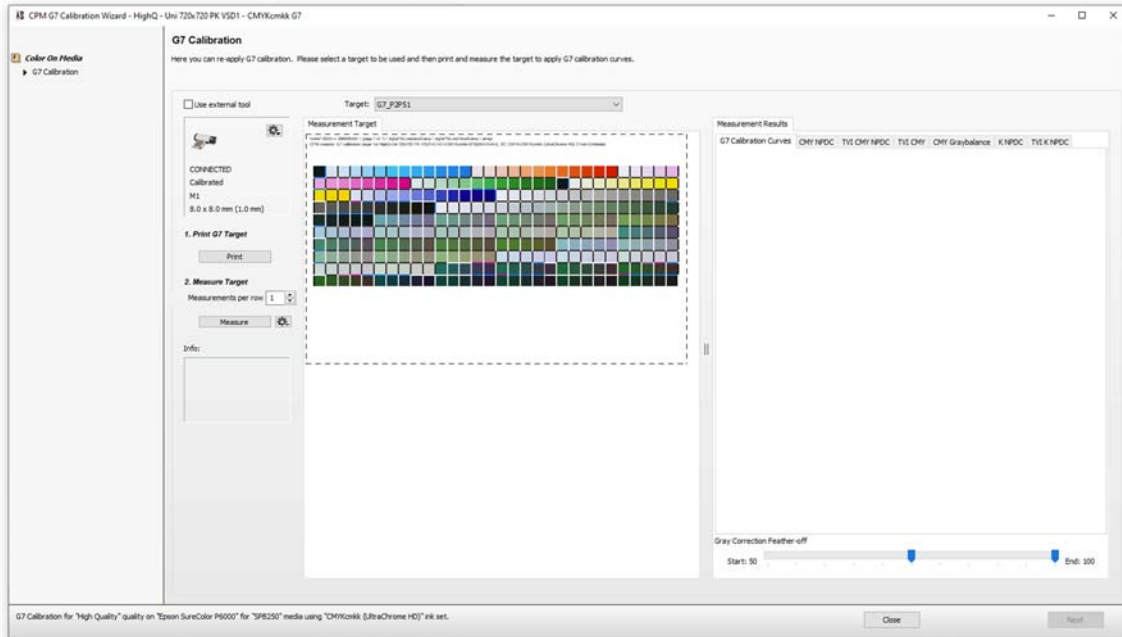 CPM G7 Calibration Wizard - HighQ - Uni 720x720 PK VSD1 - CMYKcmkk G7
Color On Media
G7 Calibration
G7 Calibration
Here you can re-apply G7 calibration. Please select a target to be used and then print and measure the target to apply G7 calibration curves.
Use external tool
Target: G7_P2P51
Measurement Target
CONNECTED
Calibrated
M1
8.0 x 8.0 mm (1.0 mm)
1. Print G7 Target
Print
2. Measure Target
Measurements per row 1
Measure
Info:
Measurement Results
G7 Calibration Curves CMY NPDC TVI CMY NPDC TVI CMY CMY Graybalance K NPDC TVI K NPDC
Gray Correction Feather-off
Start: 50 End: 100
G7 Calibration for "High Quality" quality on "Epson SureColor P6000" for "SPB250" media using "CMYKcmkk (UltraChrome HD)" ink set.
Close
Next